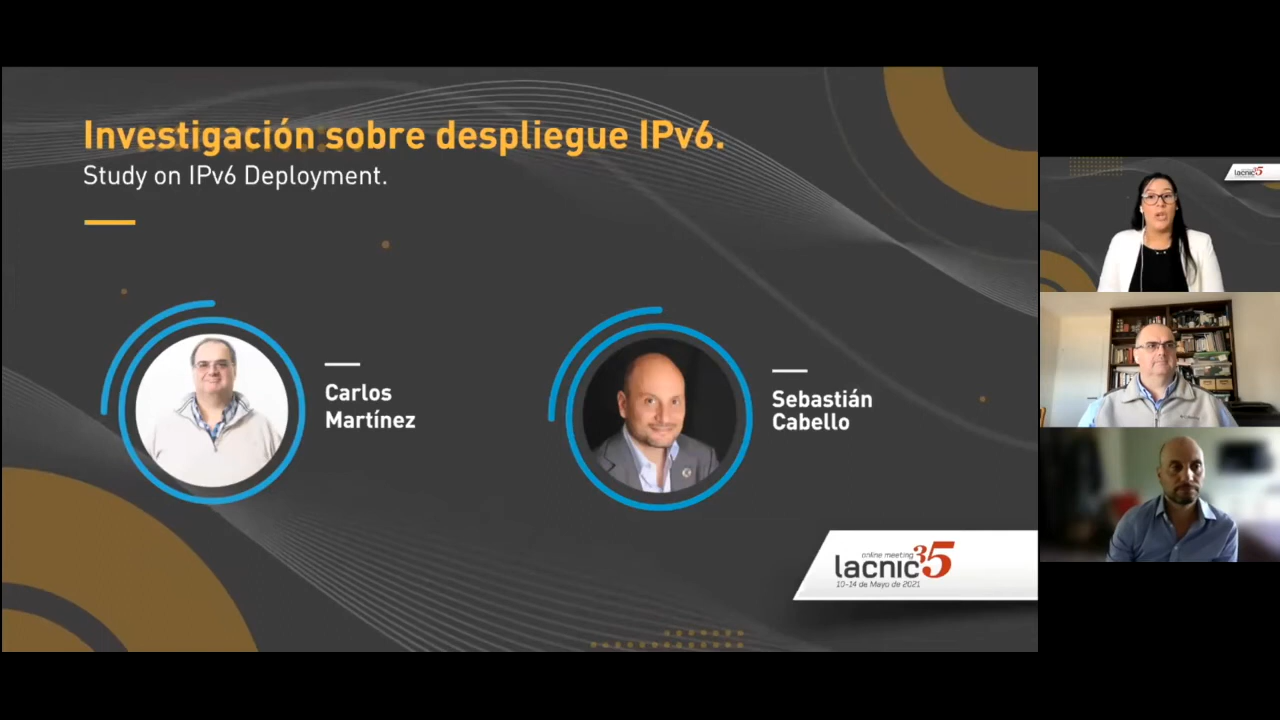 Investigación sobre despliegue IPv6.
Study on IPv6 Deployment.
Carlos
Martínez
Sebastián
Cabello
online meeting
lacnic35
10-14 de Mayo de 2021
lacnic35